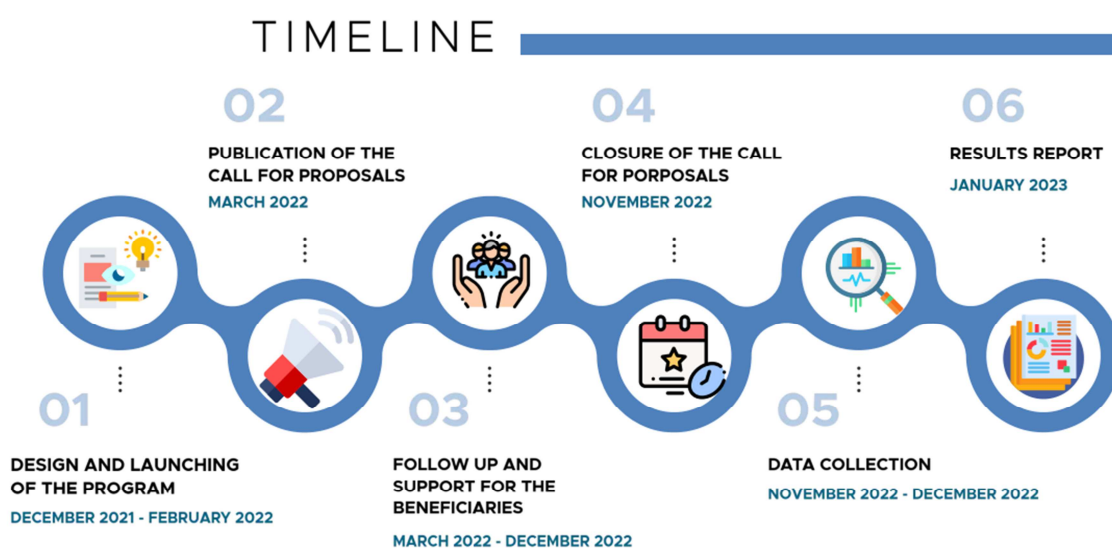 TIMELINE
01
DESIGN AND LAUNCHING
OF THE PROGRAM
DECEMBER 2021 - FEBRUARY 2022
02
PUBLICATION OF THE
CALL FOR PROPOSALS
MARCH 2022
03
FOLLOW UP AND
SUPPORT FOR THE
BENEFICIARIES
MARCH 2022 - DECEMBER 2022
04
CLOSURE OF THE CALL
FOR PORPOSALS
NOVEMBER 2022
05
DATA COLLECTION
NOVEMBER 2022 - DECEMBER 2022
06
RESULTS REPORT
JANUARY 2023